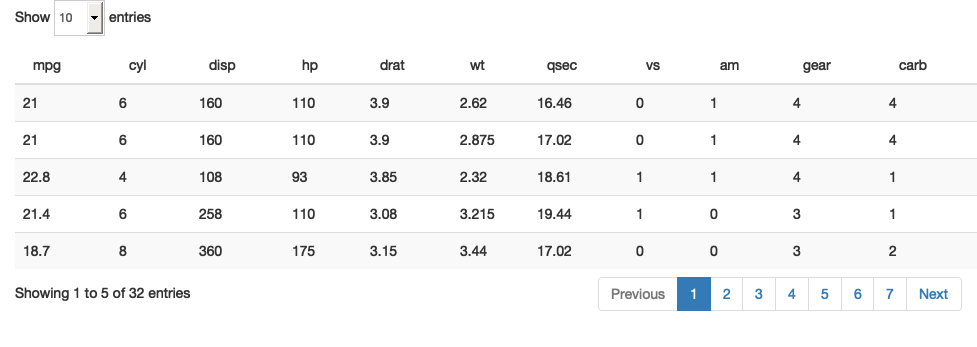 Show 10 entries
mpg cyl disp hp drat wt qsec vs am gear carb
21 6 160 110 3.9 2.62 16.46 0 1 4 4
21 6 160 110 3.9 2.875 17.02 0 1 4 4
22.8 4 108 93 3.85 2.32 18.61 1 1 4 1
21.4 6 258 110 3.08 3.215 19.44 1 0 3 1
18.7 8 360 175 3.15 3.44 17.02 0 0 3 2
Showing 1 to 5 of 32 entries Previous 1 2 3 4 5 6 7 Next